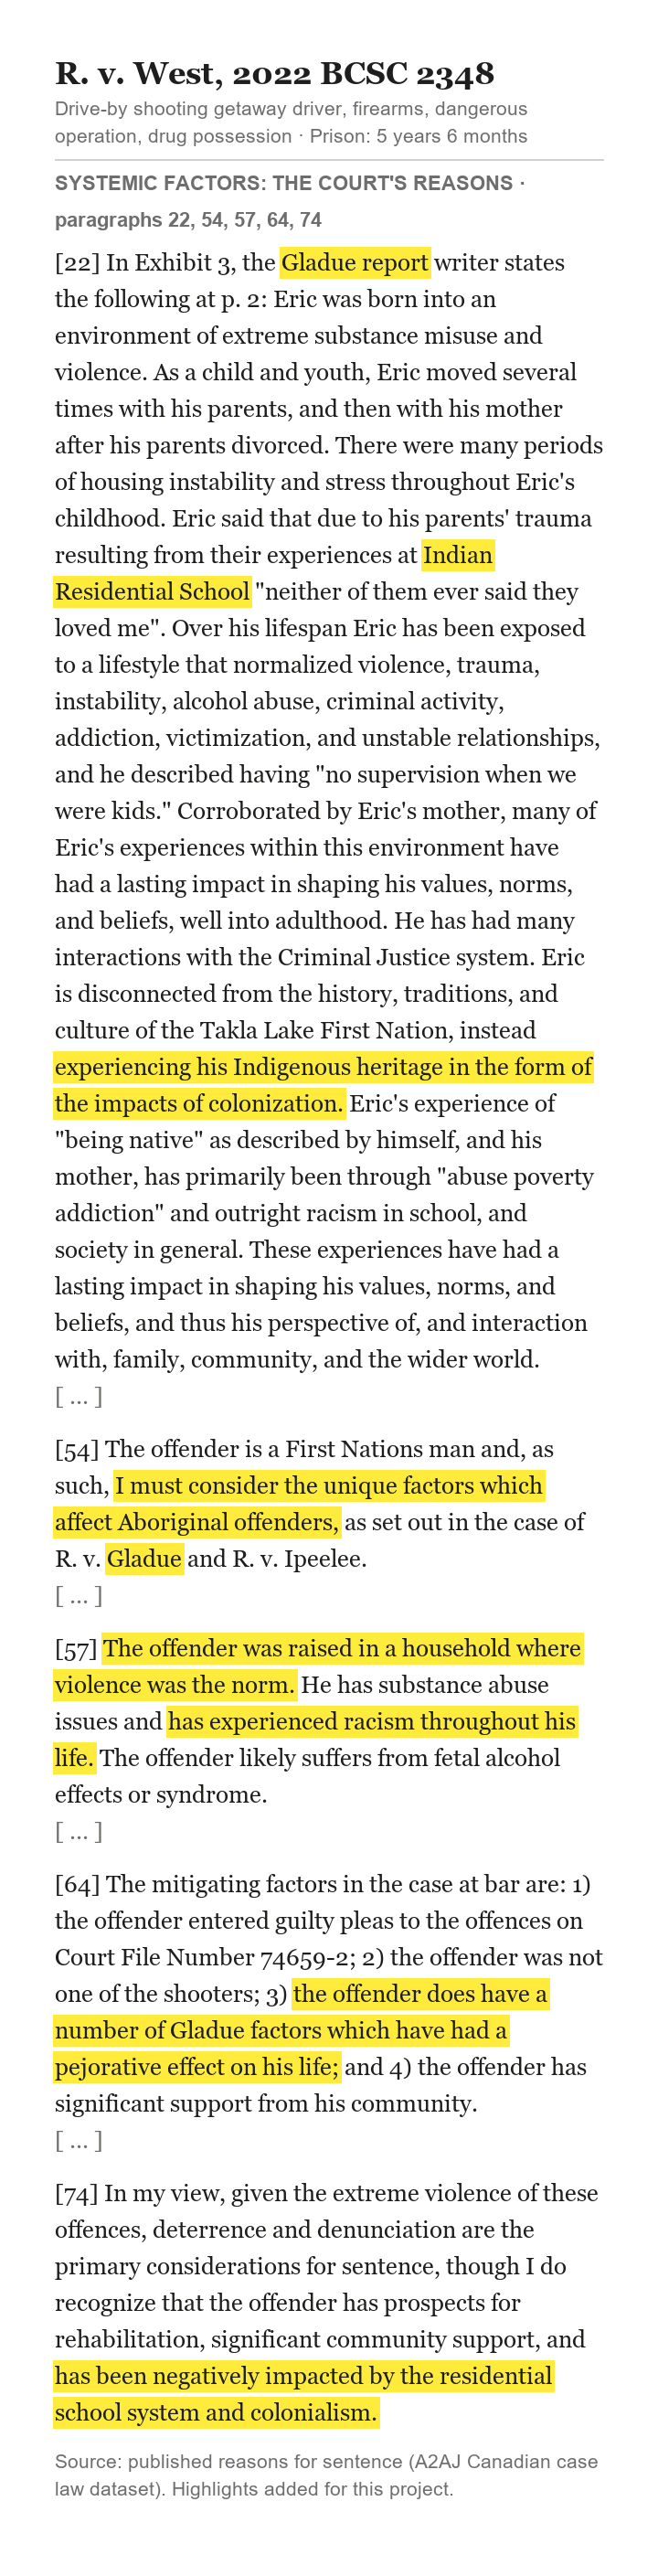 R. v. West, 2022 BCSC 2348
Drive-by shooting getaway driver, firearms, dangerous
operation, drug possession · Prison: 5 years 6 months
SYSTEMIC FACTORS: THE COURT'S REASONS ·
paragraphs 22, 54, 57, 64, 74
[22] In Exhibit 3, the Gladue report writer states
the following at p. 2: Eric was born into an
environment of extreme substance misuse and
violence. As a child and youth, Eric moved several
times with his parents, and then with his mother
after his parents divorced. There were many periods
of housing instability and stress throughout Eric's
childhood. Eric said that due to his parents' trauma
resulting from their experiences at Indian
Residential School "neither of them ever said they
loved me". Over his lifespan Eric has been exposed
to a lifestyle that normalized violence, trauma,
instability, alcohol abuse, criminal activity,
addiction, victimization, and unstable relationships,
and he described having "no supervision when we
were kids." Corroborated by Eric's mother, many of
Eric's experiences within this environment have
had a lasting impact in shaping his values, norms,
and beliefs, well into adulthood. He has had many
interactions with the Criminal Justice system. Eric
is disconnected from the history, traditions, and
culture of the Takla Lake First Nation, instead
experiencing his Indigenous heritage in the form of
the impacts of colonization. Eric's experience of
"being native" as described by himself, and his
mother, has primarily been through "abuse poverty
addiction" and outright racism in school, and
society in general. These experiences have had a
lasting impact in shaping his values, norms, and
beliefs, and thus his perspective of, and interaction
with, family, community, and the wider world.
[ ... ]
[54] The offender is a First Nations man and, as
such, I must consider the unique factors which
affect Aboriginal offenders, as set out in the case of
R. v. Gladue and R. v. Ipeelee.
[ ... ]
[57] The offender was raised in a household where
violence was the norm. He has substance abuse
issues and has experienced racism throughout his
life. The offender likely suffers from fetal alcohol
effects or syndrome.
[ ... ]
[64] The mitigating factors in the case at bar are: 1)
the offender entered guilty pleas to the offences on
Court File Number 74659-2; 2) the offender was not
one of the shooters; 3) the offender does have a
number of Gladue factors which have had a
pejorative effect on his life; and 4) the offender has
significant support from his community.
[ ... ]
[74] In my view, given the extreme violence of these
offences, deterrence and denunciation are the
primary considerations for sentence, though I do
recognize that the offender has prospects for
rehabilitation, significant community support, and
has been negatively impacted by the residential
school system and colonialism.
Source: published reasons for sentence (A2AJ Canadian case
law dataset). Highlights added for this project.